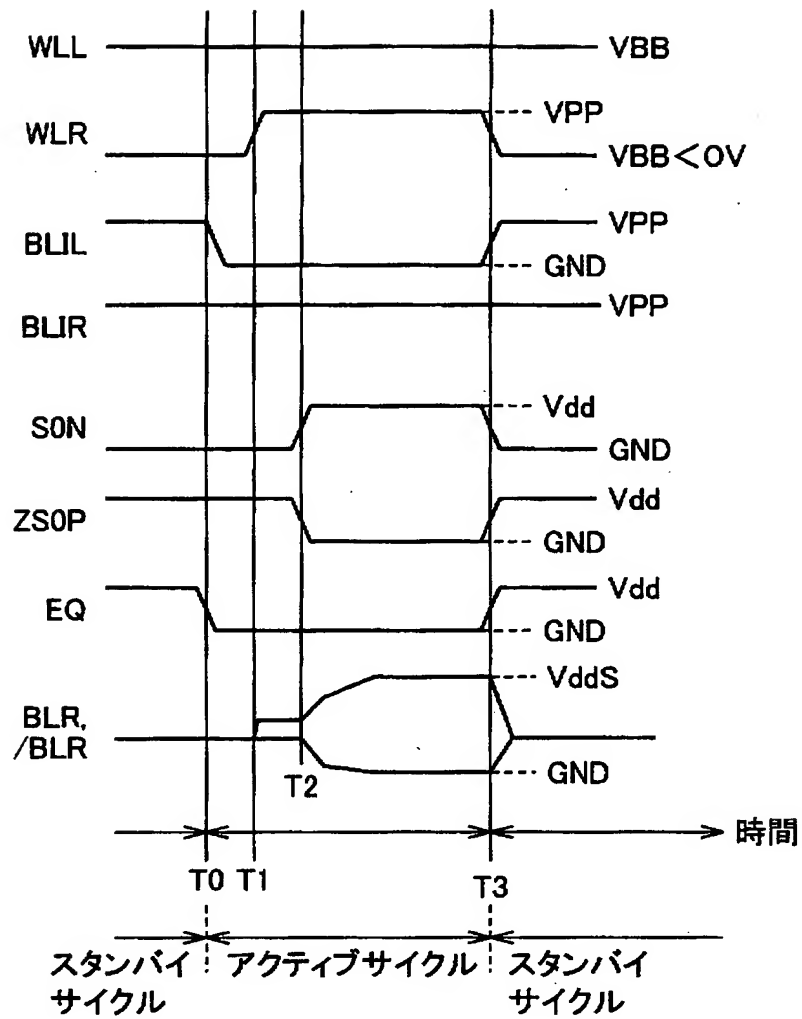 WLL VBB
WLR VPP
VBB<0V
BLIL VPP
GND
BLIR VPP
SON Vdd
GND
ZSOP Vdd
GND
EQ Vdd
GND
BLR, VddS
/BLR
GND
T2
時間
T0 T1 T3
スタンバイ アクティブサイクル スタンバイ
サイクル サイクル